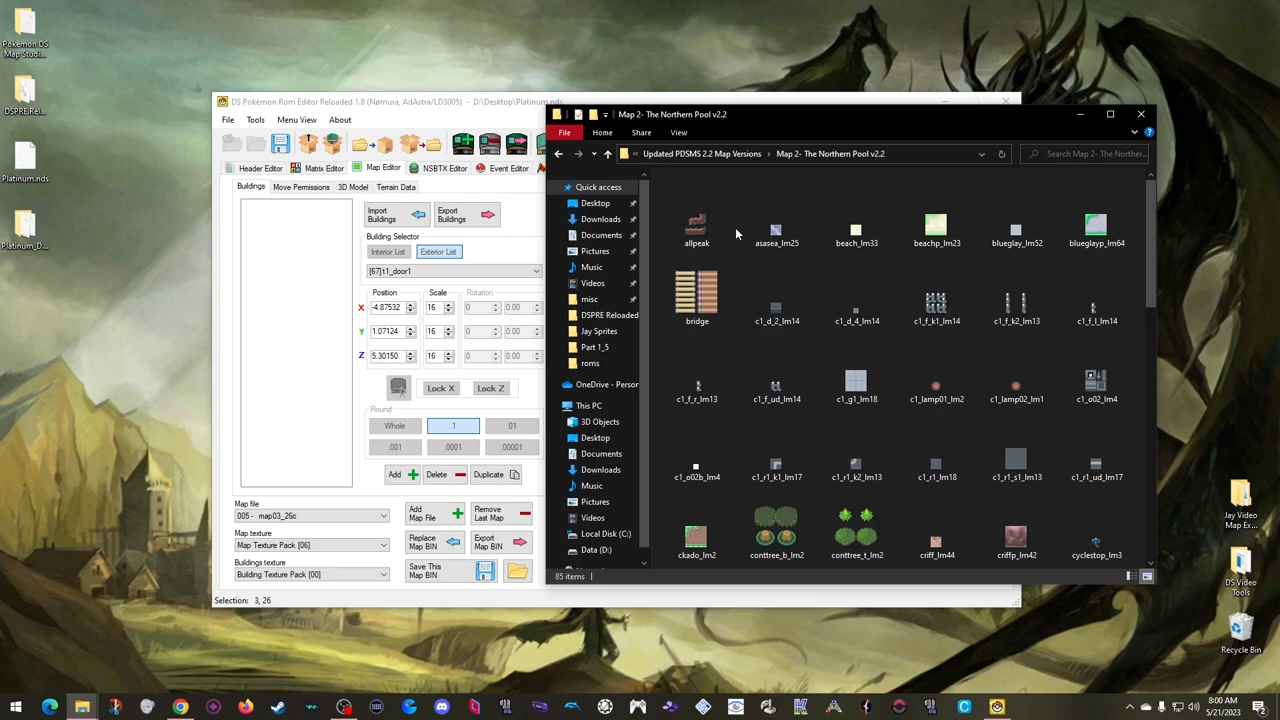 Pokémon DS
Map Studi...
DSPRE.Rel...
Platinum.nds
Platinum_D...
DS Pokémon Rom Editor Reloaded 1.8 (Nømura, AdAstra/LD3005) - D:\Desktop\Platinum.nds
File Tools Menu View About
Header Editor Matrix Editor Map Editor NSBTX Editor Event Editor
Buildings Move Permissions 3D Model Terrain Data
Import
Buildings
Export
Buildings
Building Selector
Interior List Exterior List
[67] t1_door1
Position Scale Rotation
X -4.87532 16 0 0.00
Y 1.07124 16 0 0.00
Z 5.30150 16 0 0.00
Lock X Lock Z
Round
Whole .1 .01
.001 .0001 .00001
Add Delete Duplicate
Map file
005 - map03_26c
Map texture
Map Texture Pack [06]
Buildings texture
Building Texture Pack [00]
Add
Map File
Remove
Last Map
Replace
Map BIN
Export
Map BIN
Save This
Map BIN
Selection: 3, 26
Map 2- The Northern Pool v2.2
File Home Share View
Updated PDSMS 2.2 Map Versions Map 2- The Northern Pool v2.2
Search Map 2- The Norther...
Quick access
Desktop
Downloads
Documents
Pictures
Music
Videos
misc
DSPRE Reloaded
Jay Sprites
Part 1_5
roms
OneDrive - Person
This PC
3D Objects
Desktop
Documents
Downloads
Music
Pictures
Videos
Local Disk (C:)
Data (D:)
allpeak asasea_lm25 beach_lm33 beachp_lm23 blueglay_lm52 blueglayp_lm64
bridge c1_d_2_lm14 c1_d_4_lm14 c1_f_k1_lm14 c1_f_k2_lm13 c1_f_l_lm14
c1_f_r_lm13 c1_f_ud_lm14 c1_g1_lm18 c1_lamp01_lm2 c1_lamp02_lm1 c1_o02_lm4
c1_o02b_lm4 c1_r1_k1_lm17 c1_r1_k2_lm13 c1_r1_lm18 c1_r1_s1_lm13 c1_r1_ud_lm17
ckado_lm2 conttree_b_lm2 conttree_t_lm2 criff_lm44 criffp_lm42 cyclestop_lm3
85 items
Jay Video
Map Ex...
DS Video
Tools
Recycle Bin
8:00 AM
5/21/2023